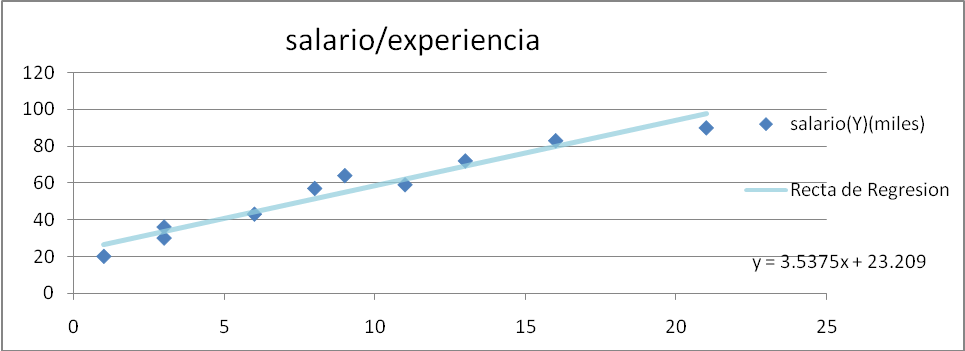 salario/experiencia
120
100
80
60
40
20
0
0 5 10 15 20 25
salario(Y)(miles)
Recta de Regresion
y = 3.5375x + 23.209